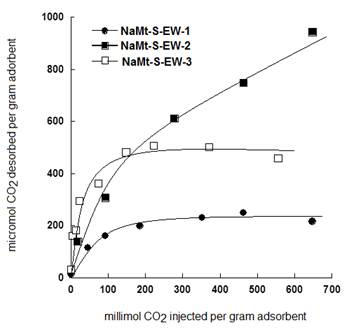 1000
800
600
400
200
0
micromol CO2 desorbed per gram adorbent
NaMt-S-EW-1
NaMt-S-EW-2
NaMt-S-EW-3
0 100 200 300 400 500 600 700
millimol CO2 injected per gram adsorbent